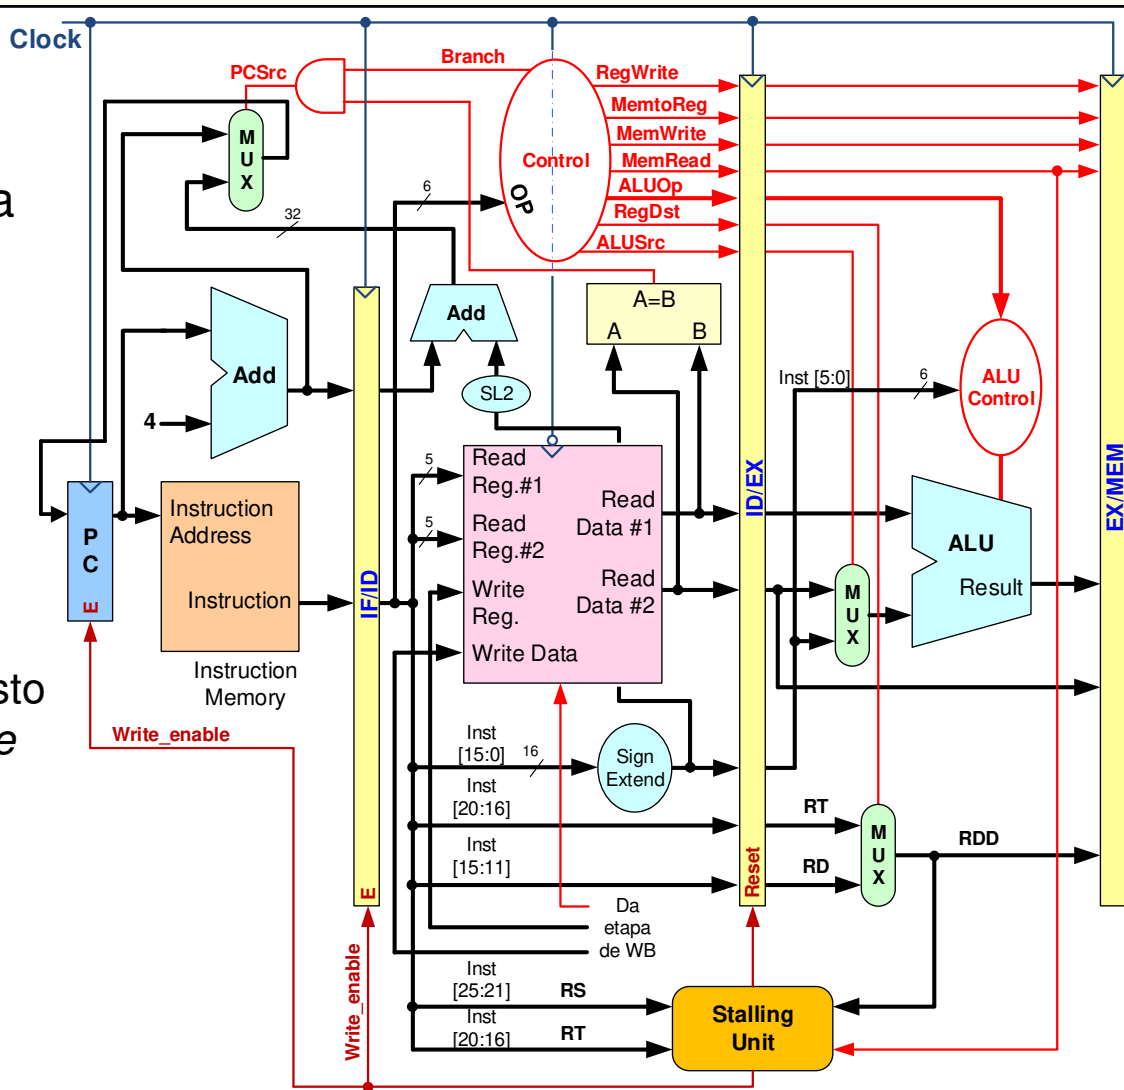 Clock
Branch
PCSrc
RegWrite
MemtoReg
MemWrite
MemRead
ALUOp
RegDst
ALUSrc
Control
OP
M
U
X
6
32
a
A=B
A B
Add
SL2
Add
4
Inst [5:0]
6
ALU
Control
5
Read
Reg.#1
5
Read
Reg.#2
Write
Reg.
Write Data
Read
Data #1
Read
Data #2
P
C
E
Instruction
Address
Instruction
Instruction
Memory
IF/ID
E
ID/EX
Reset
EX/MEM
ALU
Result
M
U
X
sto
e
Write_enable
Inst
[15:0]
16
Sign
Extend
Inst
[20:16]
RT
Inst
[15:11]
RD
M
U
X
RDD
Da
etapa
de WB
Write_enable
Inst
[25:21]
RS
Inst
[20:16]
RT
Stalling
Unit